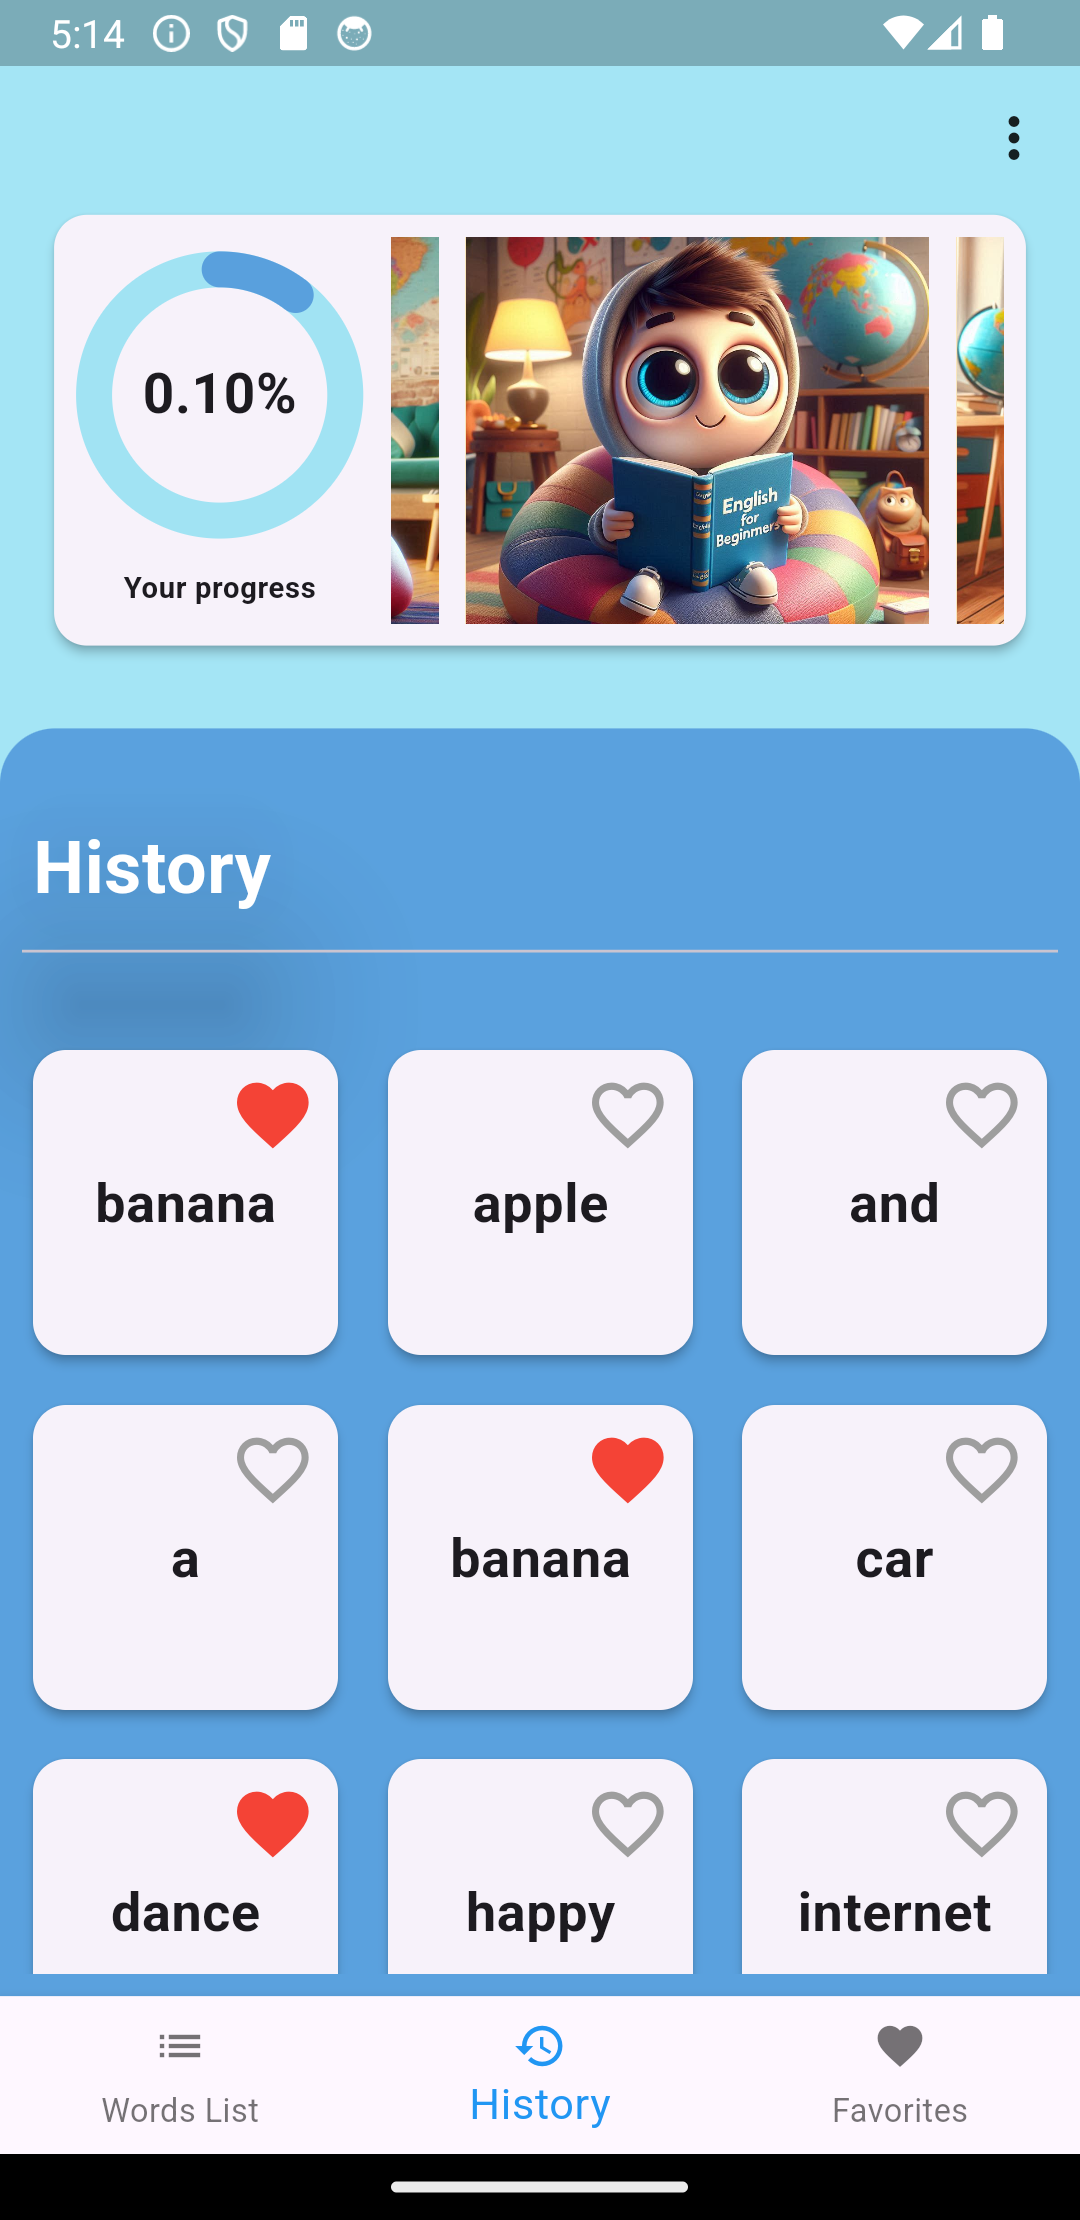 5:14
0.10%
Your progress
English
for
Beginners
History
banana
apple
and
a
banana
car
dance
happy
internet
Words List
History
Favorites